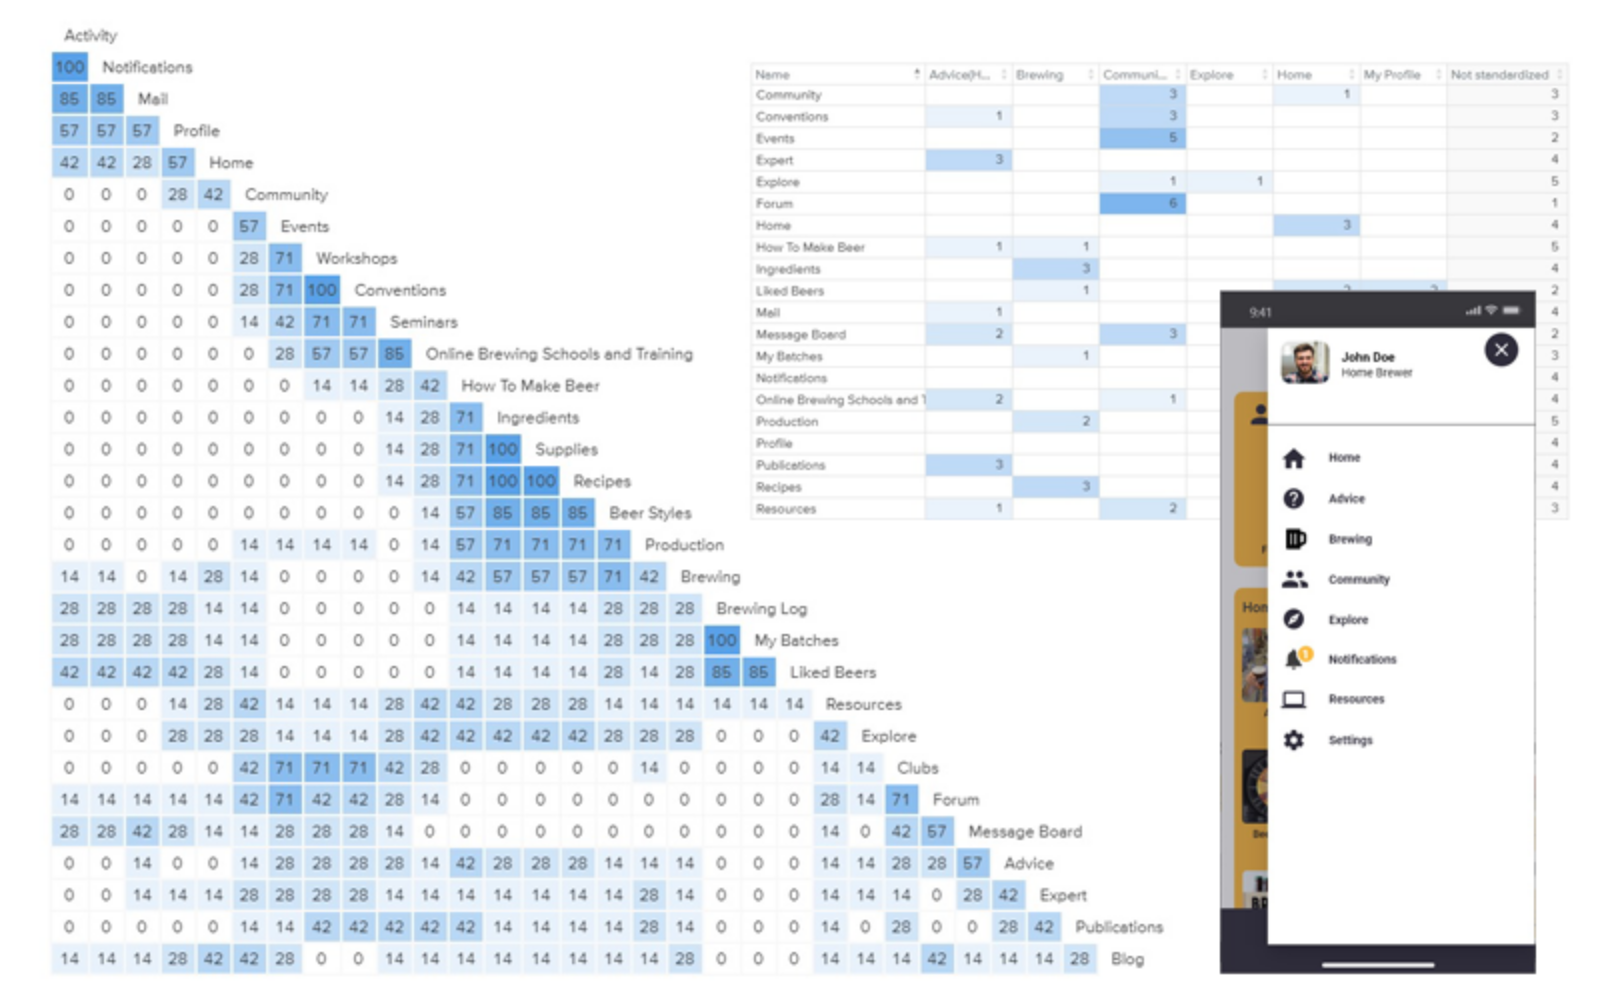 Activity
100 Notifications
85 85 Mail
57 57 57 Profile
42 42 28 57 Home
0 0 0 28 42 Community
0 0 0 0 0 57 Events
0 0 0 0 0 28 71 Workshops
0 0 0 0 0 28 71 100 Conventions
0 0 0 0 0 14 42 71 71 Seminars
0 0 0 0 0 0 28 57 57 85 Online Brewing Schools and Training
0 0 0 0 0 0 0 14 14 28 42 How To Make Beer
0 0 0 0 0 0 0 0 0 14 28 71 Ingredients
0 0 0 0 0 0 0 0 0 14 28 71 100 Supplies
0 0 0 0 0 0 0 0 0 14 28 71 100 100 Recipes
0 0 0 0 0 0 0 0 0 0 14 57 85 85 85 Beer Styles
0 0 0 0 0 14 14 14 14 0 14 57 71 71 71 71 Production
14 14 0 14 28 14 0 0 0 0 14 42 57 57 57 71 42 Brewing
28 28 28 28 14 14 0 0 0 0 0 14 14 14 14 28 28 28 Brewing Log
28 28 28 28 14 14 0 0 0 0 0 14 14 14 14 28 28 28 100 My Batches
42 42 42 42 28 14 0 0 0 0 0 14 14 14 14 28 14 28 85 85 Liked Beers
0 0 0 14 28 42 14 14 14 28 42 42 28 28 28 14 14 14 14 14 14 Resources
0 0 0 28 28 28 14 14 14 28 42 42 42 42 42 28 28 28 0 0 0 42 Explore
0 0 0 0 0 42 71 71 71 42 28 0 0 0 0 0 14 0 0 0 0 14 14 Clubs
14 14 14 14 14 42 71 42 42 28 14 0 0 0 0 0 0 0 0 0 0 28 14 71 Forum
28 28 42 28 14 14 28 28 28 14 0 0 0 0 0 0 0 0 0 0 0 14 0 42 57 Message Board
0 0 14 0 0 14 28 28 28 28 14 42 28 28 28 14 14 14 0 0 0 14 14 28 28 57 Advice
0 0 14 14 14 28 28 28 28 14 14 14 14 14 14 14 28 14 0 0 0 14 14 14 0 28 42 Expert
0 0 0 0 0 14 14 42 42 42 42 42 14 14 14 14 28 14 0 0 0 14 0 28 0 0 28 42 Publications
14 14 14 28 42 42 28 0 0 14 14 14 14 14 14 14 14 28 0 0 0 14 14 14 42 14 14 14 28 Blog
Name Advice(H... Brewing Communi... Explore Home My Profile Not standardized
Community 3 1 3
Conventions 1 3 3
Events 5 2
Expert 3 4
Explore 1 1 5
Forum 6 1
Home 3 4
How To Make Beer 1 1 5
Ingredients 3 4
Liked Beers 1 2
Mail 1 4
Message Board 2 3 2
My Batches 1 3
Notifications 4
Online Brewing Schools and 2 1 4
Production 2 5
Profile 4
Publications 3 4
Recipes 3 4
Resources 1 2 3
9:41
John Doe
Home Brewer
Home
Advice
Brewing
Community
Explore
Hon
Notifications
Resources
Settings